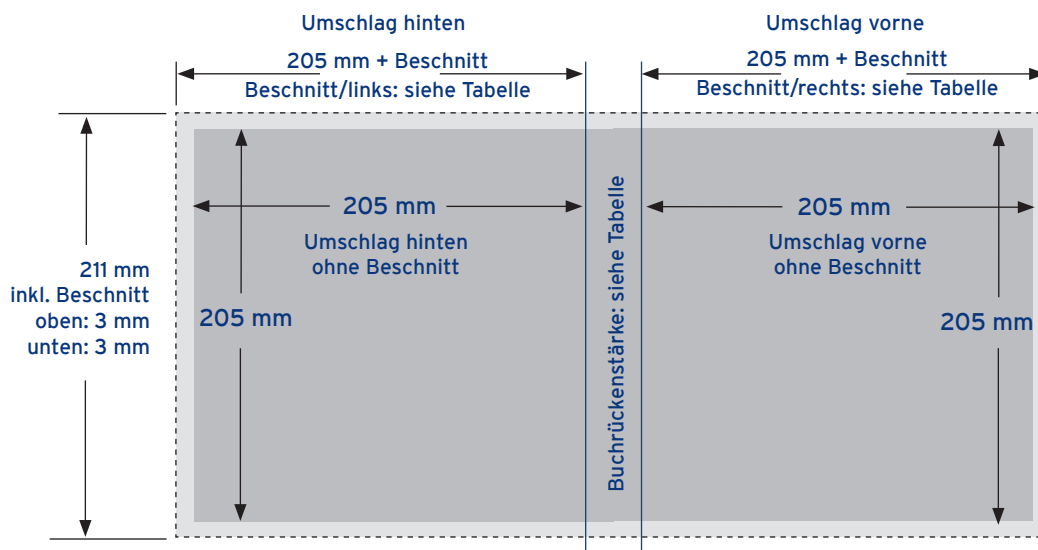 Umschlag hinten
205 mm + Beschnitt
Beschnitt/links: siehe Tabelle
Umschlag vorne
205 mm + Beschnitt
Beschnitt/rechts: siehe Tabelle
205 mm
Umschlag hinten
ohne Beschnitt
Buchrückenstärke: siehe Tabelle
205 mm
Umschlag vorne
ohne Beschnitt
211 mm
inkl. Beschnitt
oben: 3 mm
unten: 3 mm
205 mm
205 mm